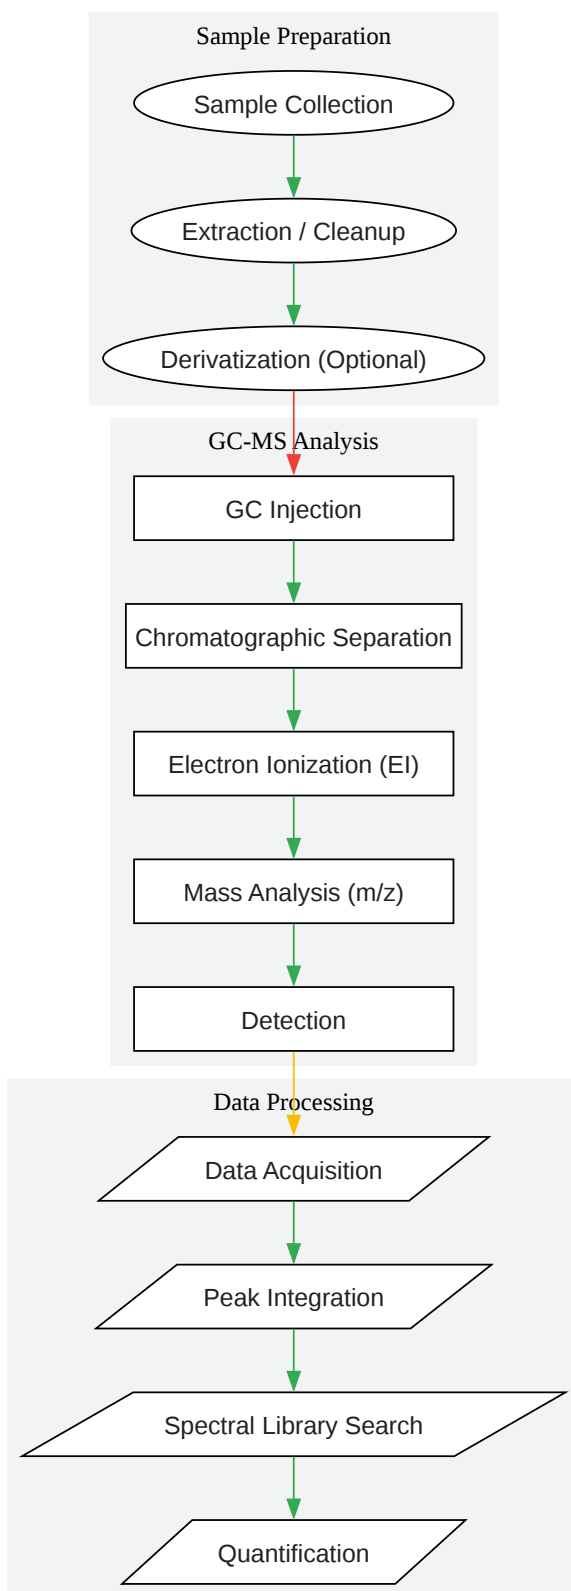 Sample Preparation
Sample Collection
Extraction / Cleanup
Derivatization (Optional)
GC-MS Analysis
GC Injection
Chromatographic Separation
Electron Ionization (EI)
Mass Analysis (m/z)
Detection
Data Processing
Data Acquisition
Peak Integration
Spectral Library Search
Quantification